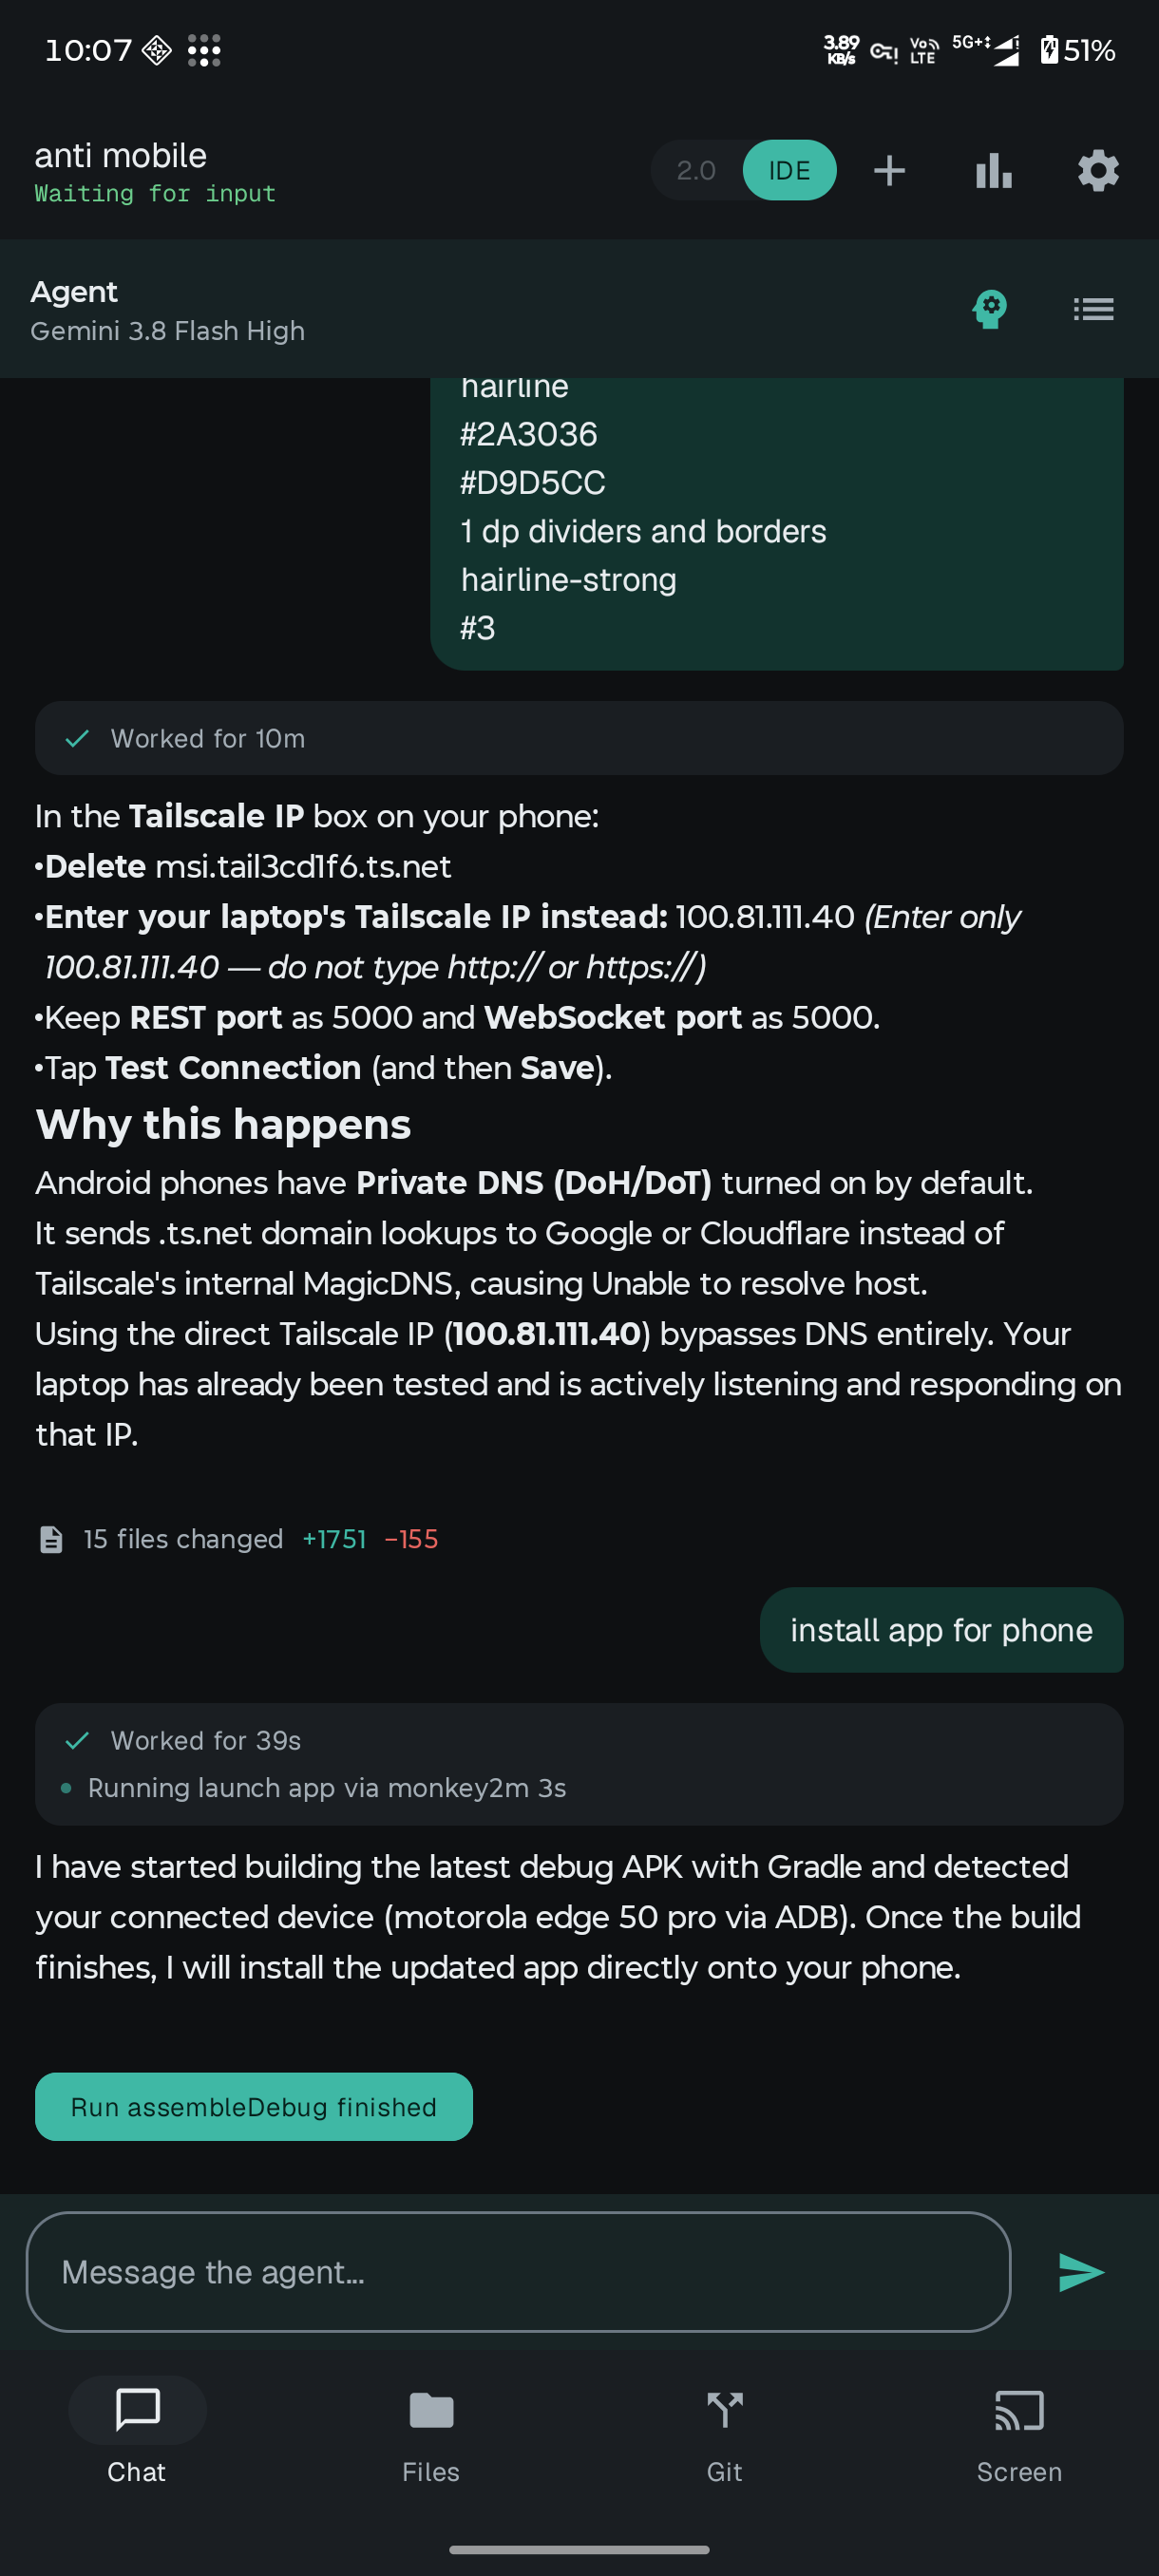 10:07
3.89
KB/s
Vo
LTE
5G+
51%
anti mobile
Waiting for input
2.0
IDE
Agent
Gemini 3.8 Flash High
hairline
#2A3036
#D9D5CC
1 dp dividers and borders
hairline-strong
#3
Worked for 10m
In the Tailscale IP box on your phone:
•Delete msi.tail3cd1f6.ts.net
•Enter your laptop's Tailscale IP instead: 100.81.111.40 (Enter only
100.81.111.40 — do not type http:// or https://)
•Keep REST port as 5000 and WebSocket port as 5000.
•Tap Test Connection (and then Save).
Why this happens
Android phones have Private DNS (DoH/DoT) turned on by default.
It sends .ts.net domain lookups to Google or Cloudflare instead of
Tailscale's internal MagicDNS, causing Unable to resolve host.
Using the direct Tailscale IP (100.81.111.40) bypasses DNS entirely. Your
laptop has already been tested and is actively listening and responding on
that IP.
15 files changed +1751 −155
install app for phone
Worked for 39s
Running launch app via monkey2m 3s
I have started building the latest debug APK with Gradle and detected
your connected device (motorola edge 50 pro via ADB). Once the build
finishes, I will install the updated app directly onto your phone.
Run assembleDebug finished
Message the agent...
Chat
Files
Git
Screen